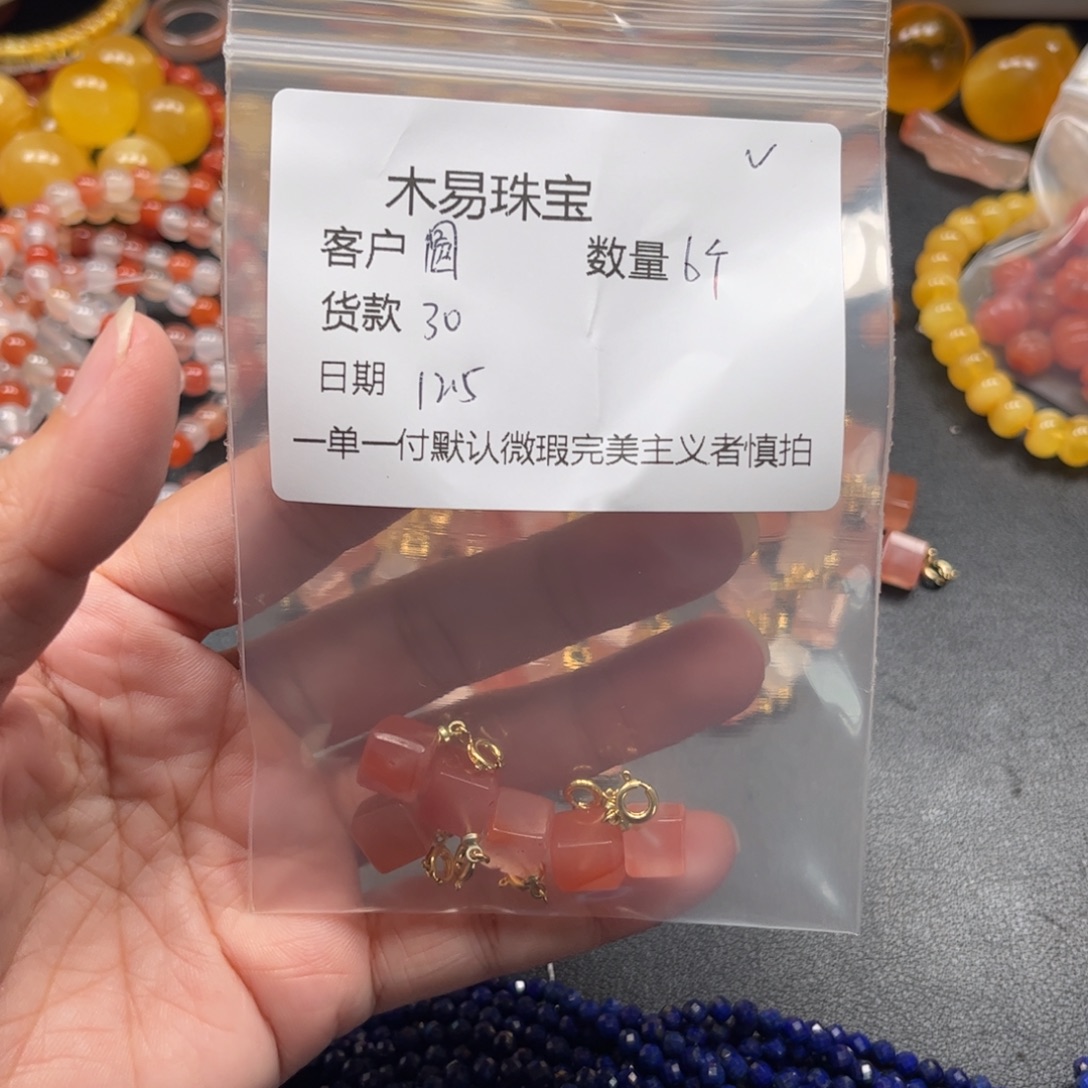 木易珠宝
客户 圆 数量 6个
货款 30
日期 12.5
一单一付默认微瑕完美主义者慎拍